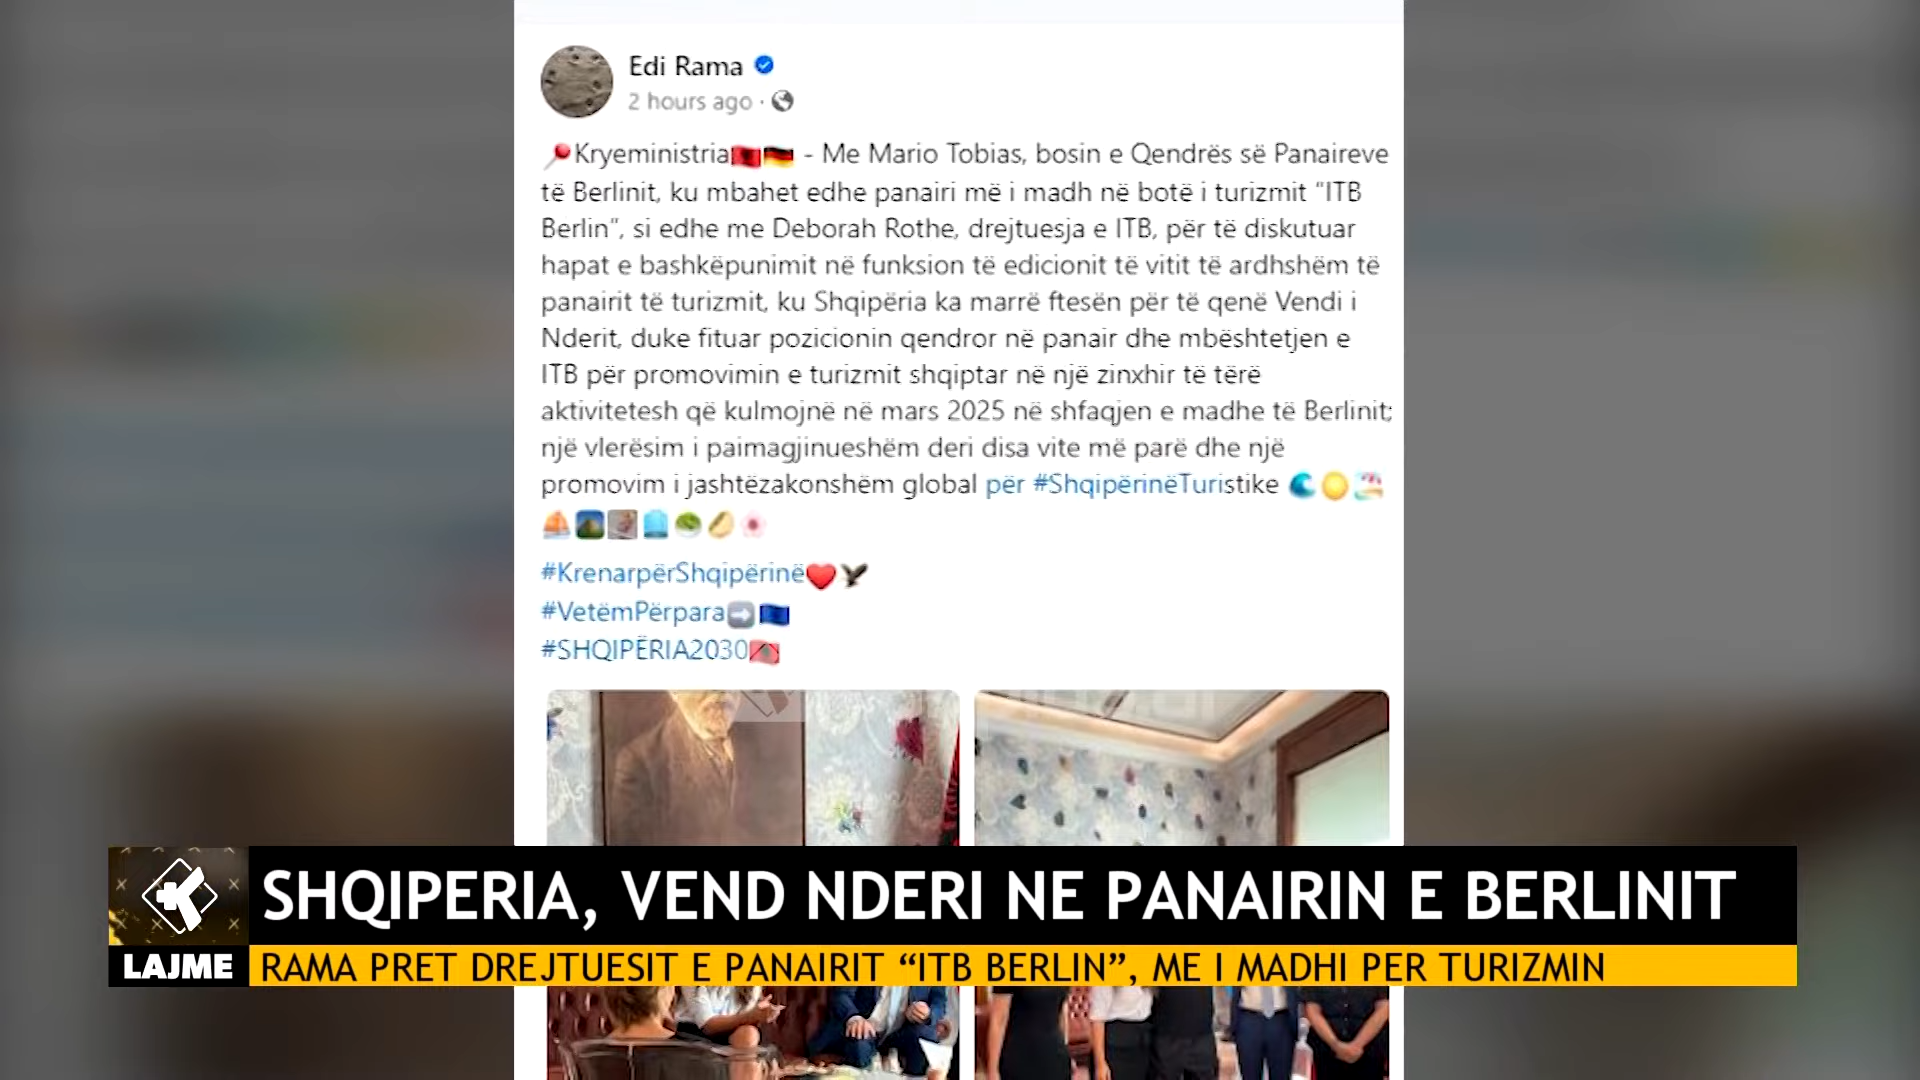 Edi Rama
2 hours ago ·
Kryeministria - Me Mario Tobias, bosin e Qendrës së Panaireve
të Berlinit, ku mbahet edhe panairi më i madh në botë i turizmit “ITB
Berlin”, si edhe me Deborah Rothe, drejtuesja e ITB, për të diskutuar
hapat e bashkëpunimit në funksion të edicionit të vitit të ardhshëm të
panairit të turizmit, ku Shqipëria ka marrë ftesën për të qenë Vendi i
Nderit, duke fituar pozicionin qendror në panair dhe mbështetjen e
ITB për promovimin e turizmit shqiptar në një zinxhir të tërë
aktivitetesh që kulmojnë në mars 2025 në shfaqjen e madhe të Berlinit;
një vlerësim i paimagjinueshëm deri disa vite më parë dhe një
promovim i jashtëzakonshëm global për #ShqipërinëTuristike
#KrenarpërShqipërinë
#VetëmPërpara
#SHQIPËRIA2030
SHQIPERIA, VEND NDERI NE PANAIRIN E BERLINIT
LAJME
RAMA PRET DREJTUESIT E PANAIRIT “ITB BERLIN”, ME I MADHI PER TURIZMIN